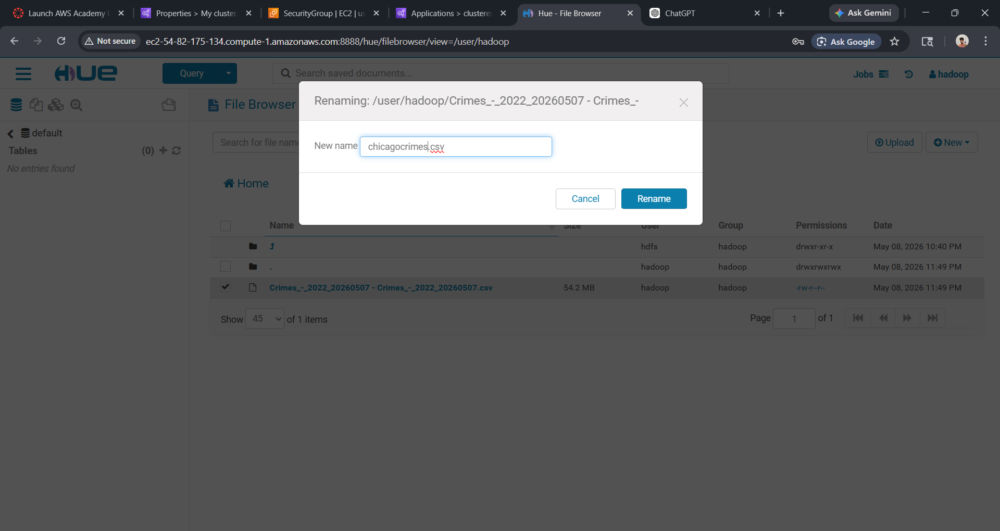 Launch AWS Academy L
Properties > My cluster
SecurityGroup | EC2 | us
Applications > clustere
Hue - File Browser
ChatGPT
Ask Gemini
Not secure
ec2-54-82-175-134.compute-1.amazonaws.com:8888/hue/filebrowser/view=/user/hadoop
Ask Google
HUE
Query
Search saved documents...
Jobs
hadoop
Renaming: /user/hadoop/Crimes_-_2022_20260507 - Crimes_-
File Browser
default
Search for file name
New name
chicagocrimes.csv
Upload
New
Tables
(0)
No entries found
Home
Cancel
Rename
Name
Size
User
Group
Permissions
Date
hdfs
hadoop
drwxr-xr-x
May 08, 2026 10:40 PM
.
hadoop
hadoop
drwxrwxrwx
May 08, 2026 11:49 PM
Crimes_-_2022_20260507 - Crimes_-_2022_20260507.csv
54.2 MB
hadoop
hadoop
-rw-r--r--
May 08, 2026 11:49 PM
Show 45 of 1 items
Page 1 of 1